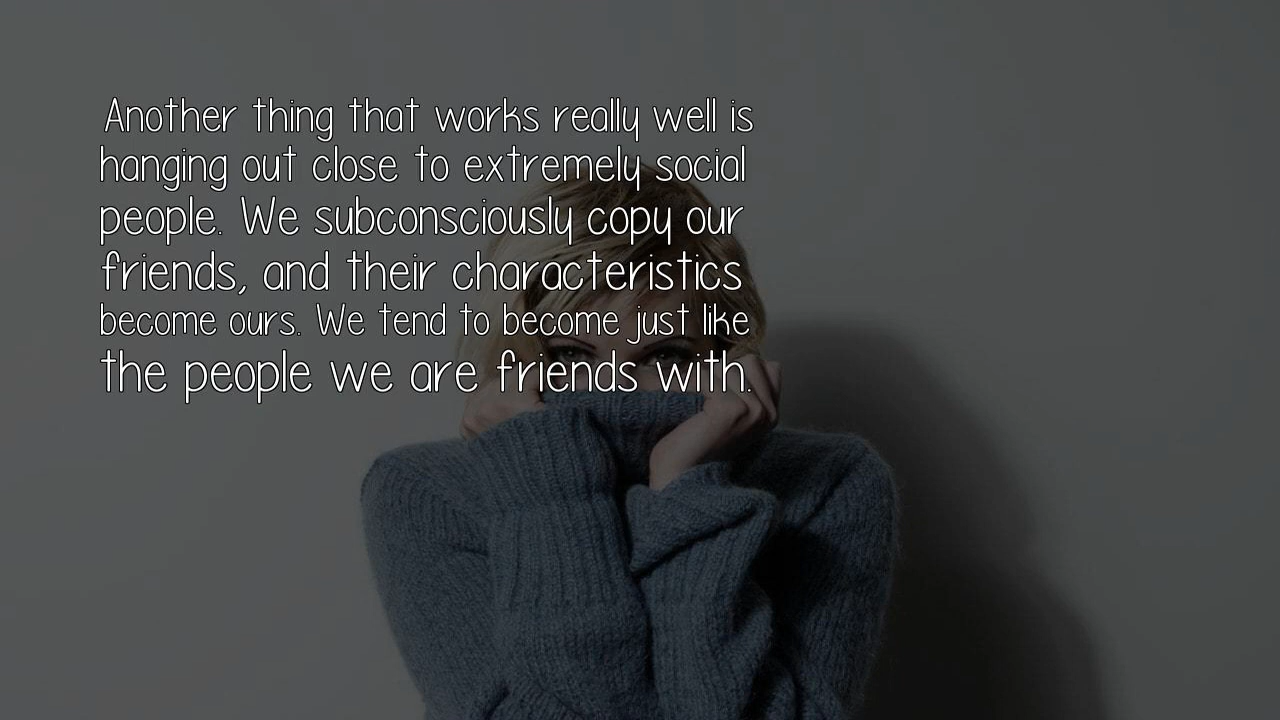 Another thing that works really well is
hanging out close to extremely social
people. We subconsciously copy our
friends, and their characteristics
become ours. We tend to become just like
the people we are friends with.